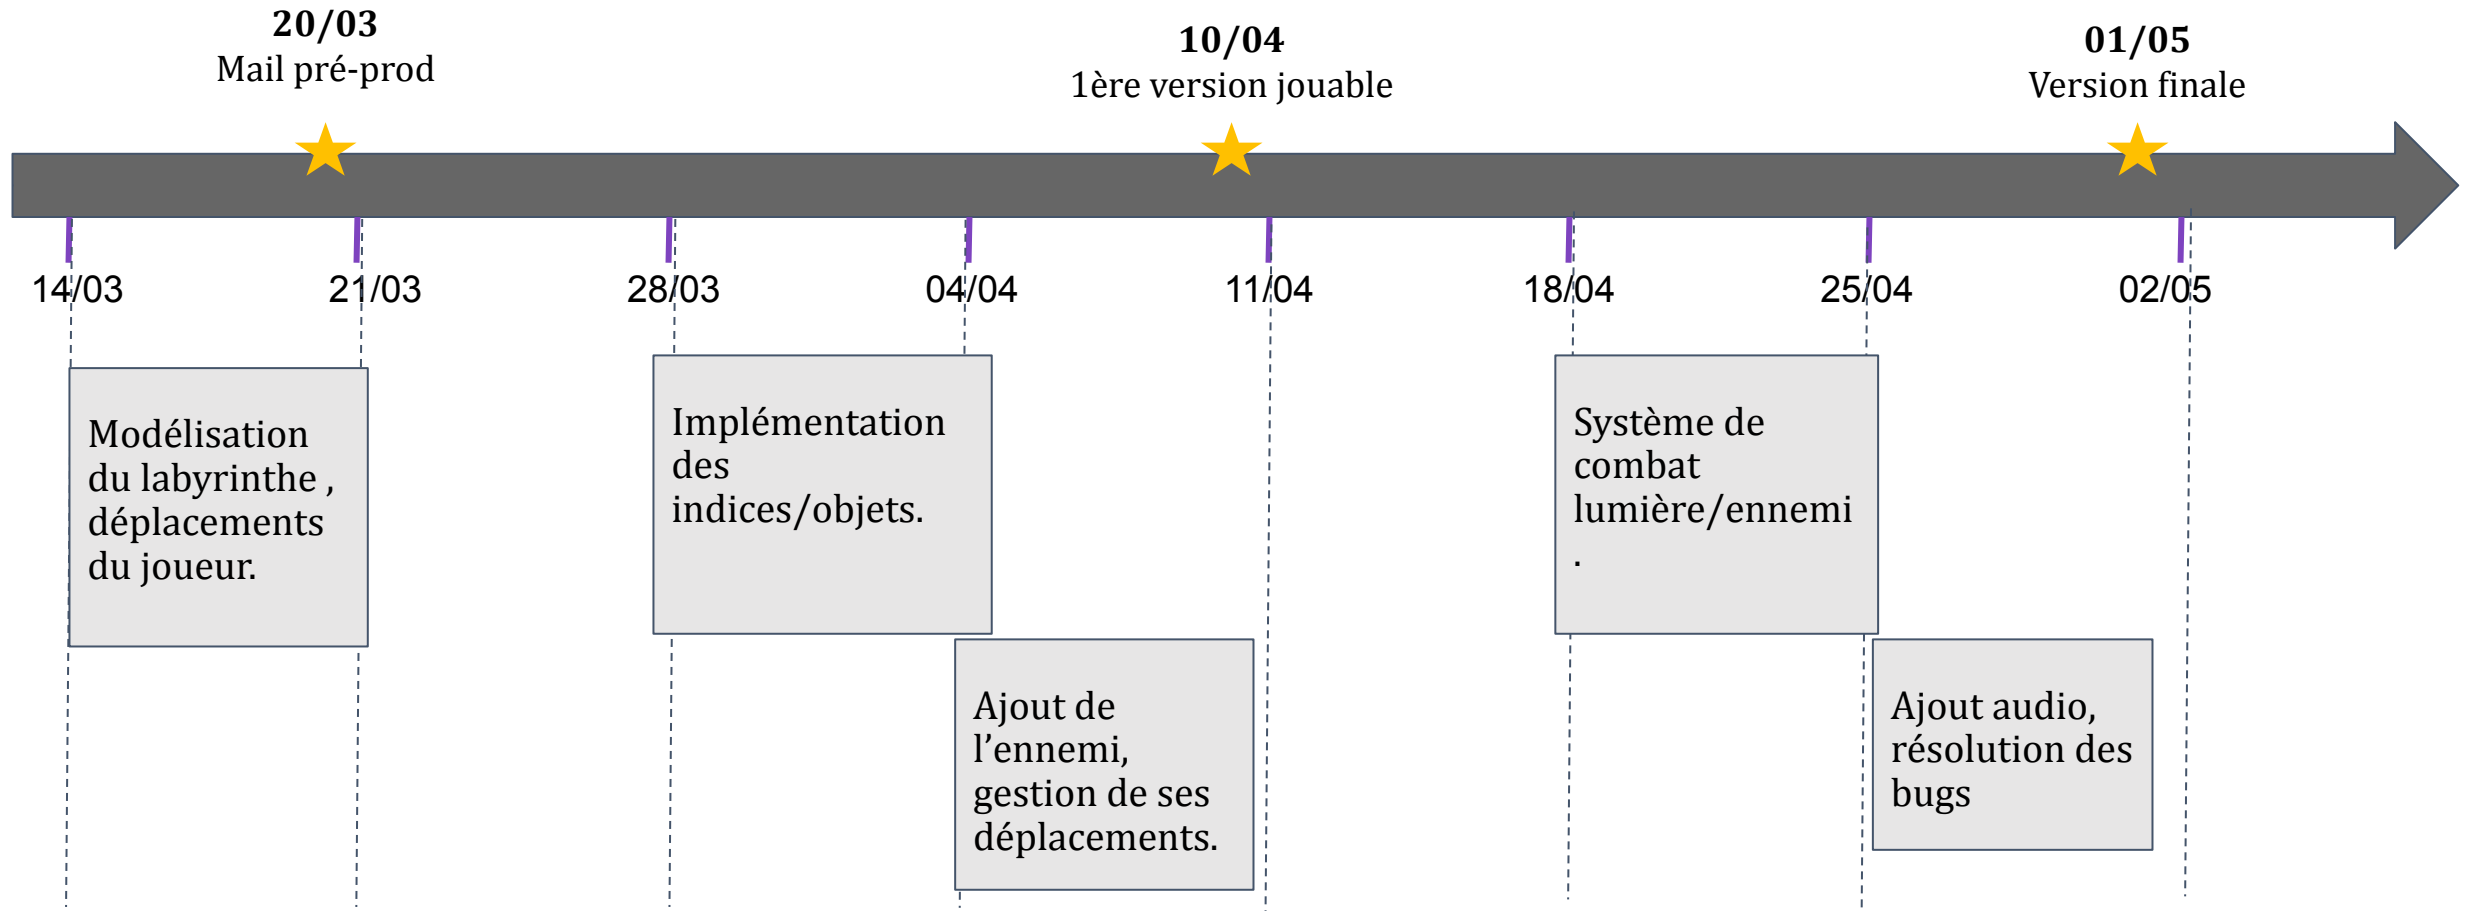 20/03
Mail pré-prod
10/04
1ère version jouable
01/05
Version finale
14/03
21/03
28/03
04/04
11/04
18/04
25/04
02/05
Modélisation
du labyrinthe ,
déplacements
du joueur.
Implémentation
des
indices/objets.
Ajout de
l’ennemi,
gestion de ses
déplacements.
Système de
combat
lumière/ennemi
.
Ajout audio,
résolution des
bugs